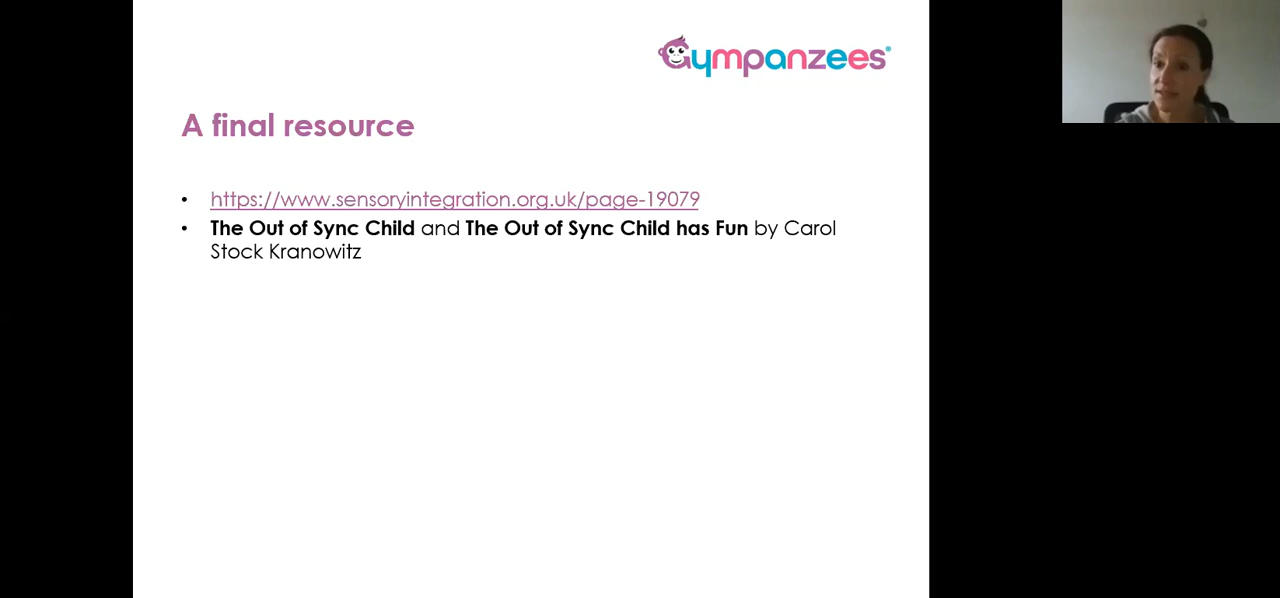 Gympanzees®
A final resource
• https://www.sensoryintegration.org.uk/page-19079
• The Out of Sync Child and The Out of Sync Child has Fun by Carol
Stock Kranowitz